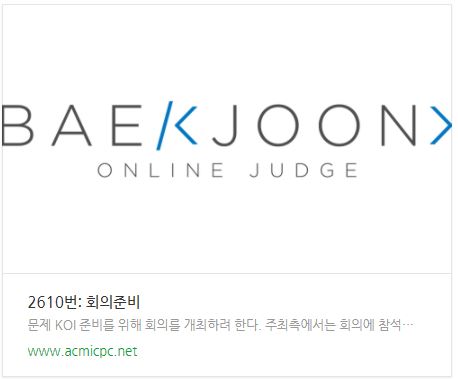 BAEKJOON
ONLINE JUDGE
2610번: 회의준비
문제 KOI 준비를 위해 회의를 개최하려 한다. 주최측에서는 회의에 참석…
www.acmicpc.net